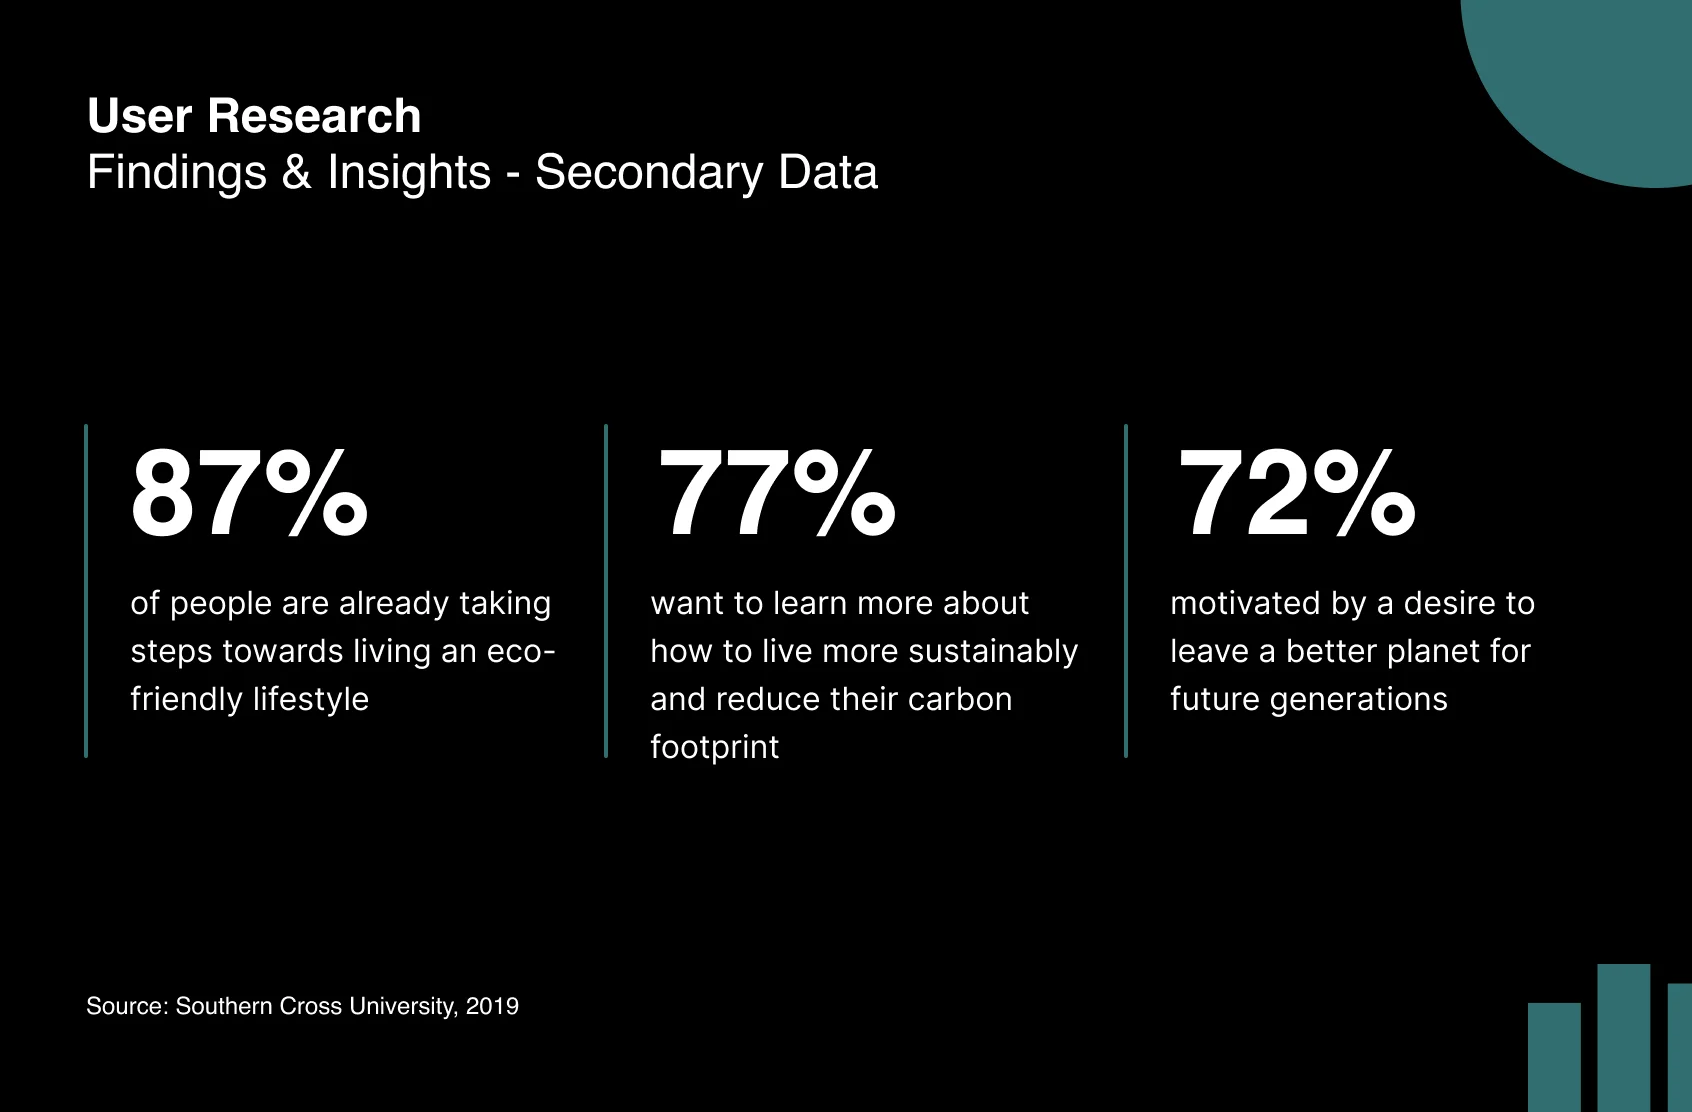 User Research
Findings & Insights - Secondary Data
87%
of people are already taking
steps towards living an eco-
friendly lifestyle
77%
want to learn more about
how to live more sustainably
and reduce their carbon
footprint
72%
motivated by a desire to
leave a better planet for
future generations
Source: Southern Cross University, 2019